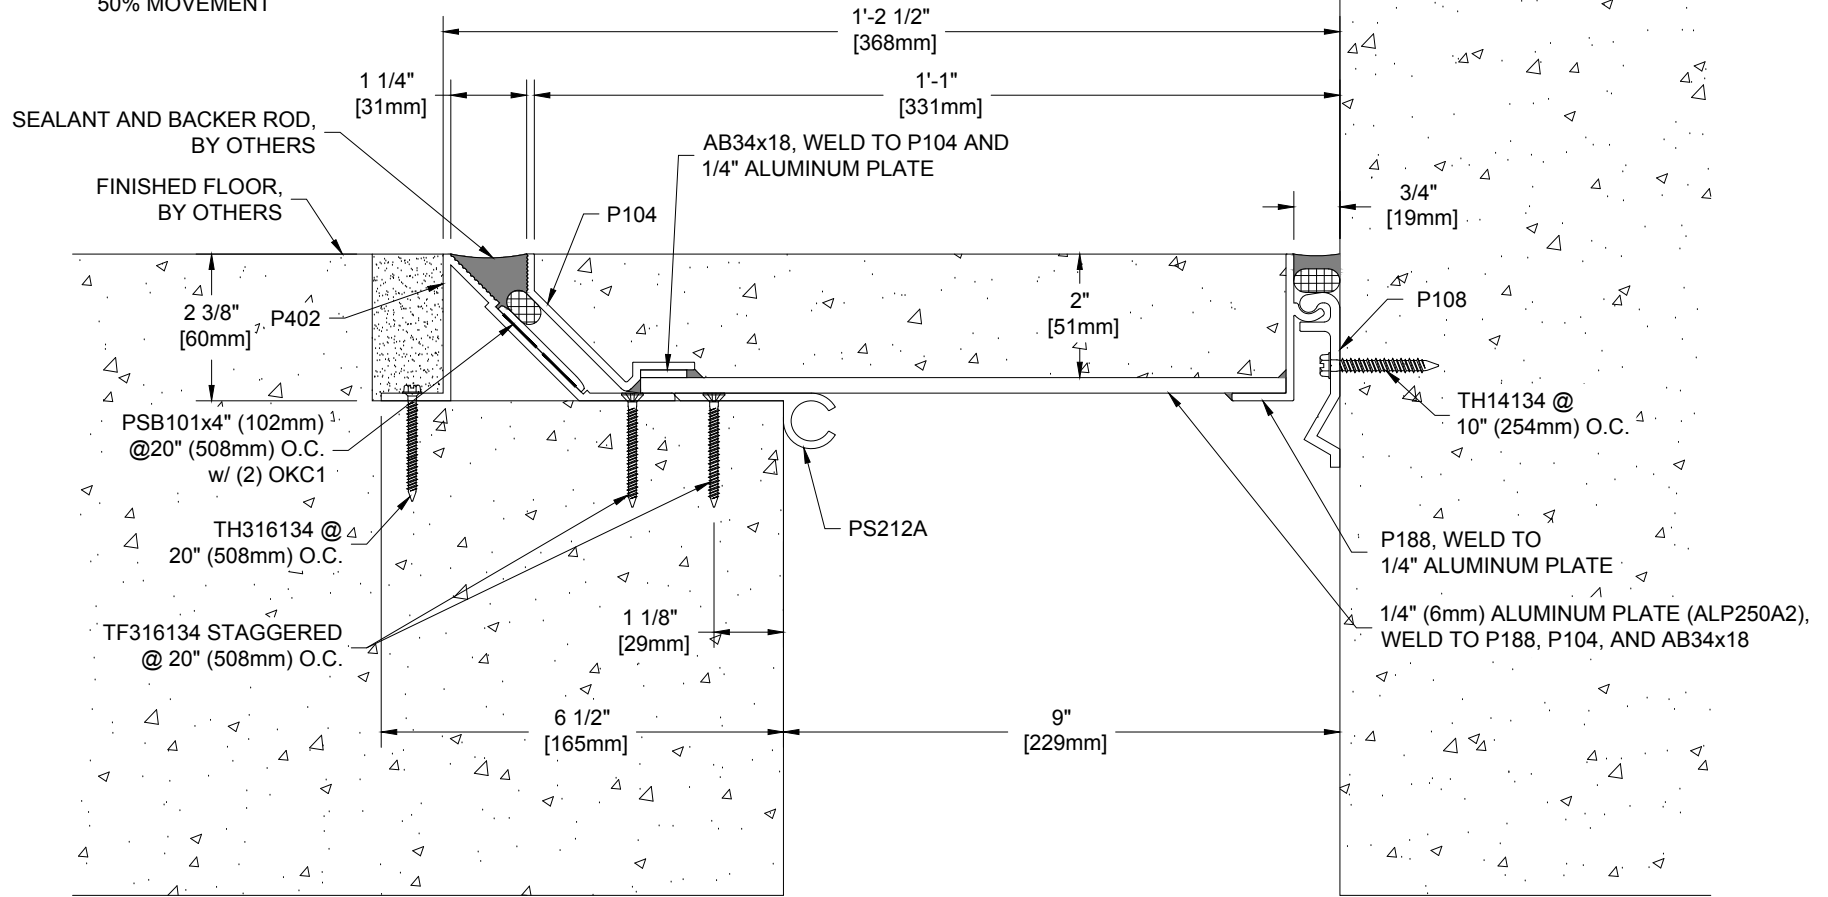 50% MOVEMENT
1'-2 1/2"
[368mm]
1 1/4"
[31mm]
1'-1"
[331mm]
SEALANT AND BACKER ROD,
BY OTHERS
AB34x18, WELD TO P104 AND
1/4" ALUMINUM PLATE
FINISHED FLOOR,
BY OTHERS
P104
3/4"
[19mm]
2 3/8"
[60mm]
P402
2"
[51mm]
P108
PSB101x4" (102mm)
@20" (508mm) O.C.
w/ (2) OKC1
TH14134 @
10" (254mm) O.C.
TH316134 @
20" (508mm) O.C.
PS212A
P188, WELD TO
1/4" ALUMINUM PLATE
TF316134 STAGGERED
@ 20" (508mm) O.C.
1 1/8"
[29mm]
1/4" (6mm) ALUMINUM PLATE (ALP250A2),
WELD TO P188, P104, AND AB34x18
6 1/2"
[165mm]
9"
[229mm]